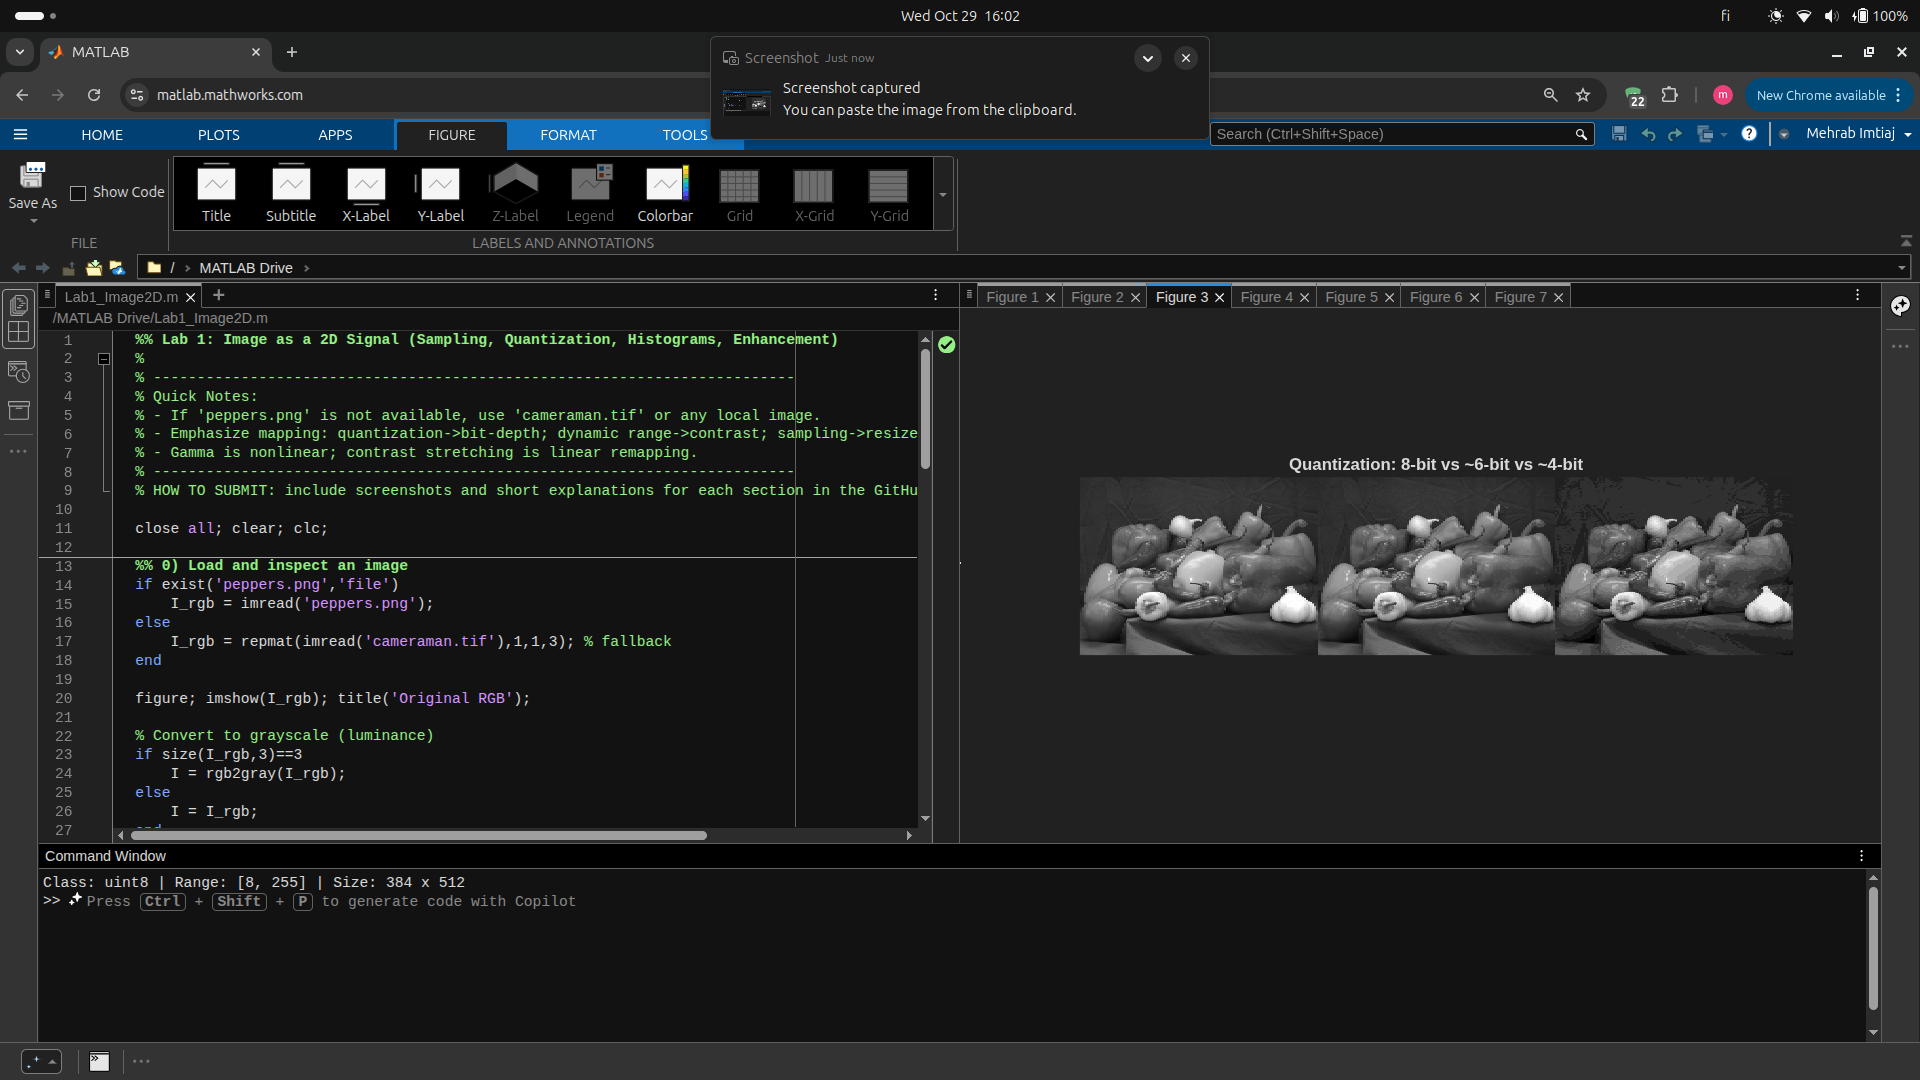 Wed Oct 29 16:02
fi
100%
MATLAB
Screenshot Just now
Screenshot captured
You can paste the image from the clipboard.
matlab.mathworks.com
22
m
New Chrome available
HOME
PLOTS
APPS
FIGURE
FORMAT
TOOLS
Search (Ctrl+Shift+Space)
Mehrab Imtiaj
Save As
Show Code
Title
Subtitle
X-Label
Y-Label
Z-Label
Legend
Colorbar
Grid
X-Grid
Y-Grid
FILE
LABELS AND ANNOTATIONS
/ › MATLAB Drive ›
Lab1_Image2D.m
/MATLAB Drive/Lab1_Image2D.m
1 %% Lab 1: Image as a 2D Signal (Sampling, Quantization, Histograms, Enhancement)
2 %
3 % -------------------------------------------------------------------------
4 % Quick Notes:
5 % - If 'peppers.png' is not available, use 'cameraman.tif' or any local image.
6 % - Emphasize mapping: quantization->bit-depth; dynamic range->contrast; sampling->resize
7 % - Gamma is nonlinear; contrast stretching is linear remapping.
8 % -------------------------------------------------------------------------
9 % HOW TO SUBMIT: include screenshots and short explanations for each section in the GitHu
10
11 close all; clear; clc;
12
13 %% 0) Load and inspect an image
14 if exist('peppers.png','file')
15 I_rgb = imread('peppers.png');
16 else
17 I_rgb = repmat(imread('cameraman.tif'),1,1,3); % fallback
18 end
19
20 figure; imshow(I_rgb); title('Original RGB');
21
22 % Convert to grayscale (luminance)
23 if size(I_rgb,3)==3
24 I = rgb2gray(I_rgb);
25 else
26 I = I_rgb;
27
Figure 1
Figure 2
Figure 3
Figure 4
Figure 5
Figure 6
Figure 7
Quantization: 8-bit vs ~6-bit vs ~4-bit
Command Window
Class: uint8 | Range: [8, 255] | Size: 384 x 512
>> Press Ctrl + Shift + P to generate code with Copilot